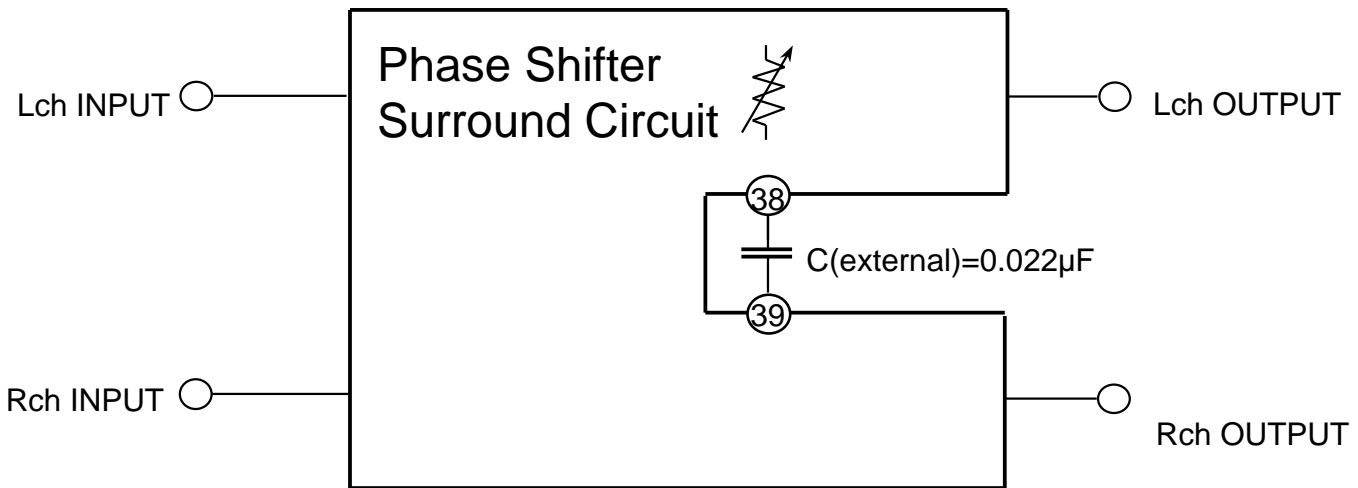 Phase Shifter
Surround Circuit
Lch INPUT
Lch OUTPUT
38
C(external)=0.022µF
39
Rch INPUT
Rch OUTPUT